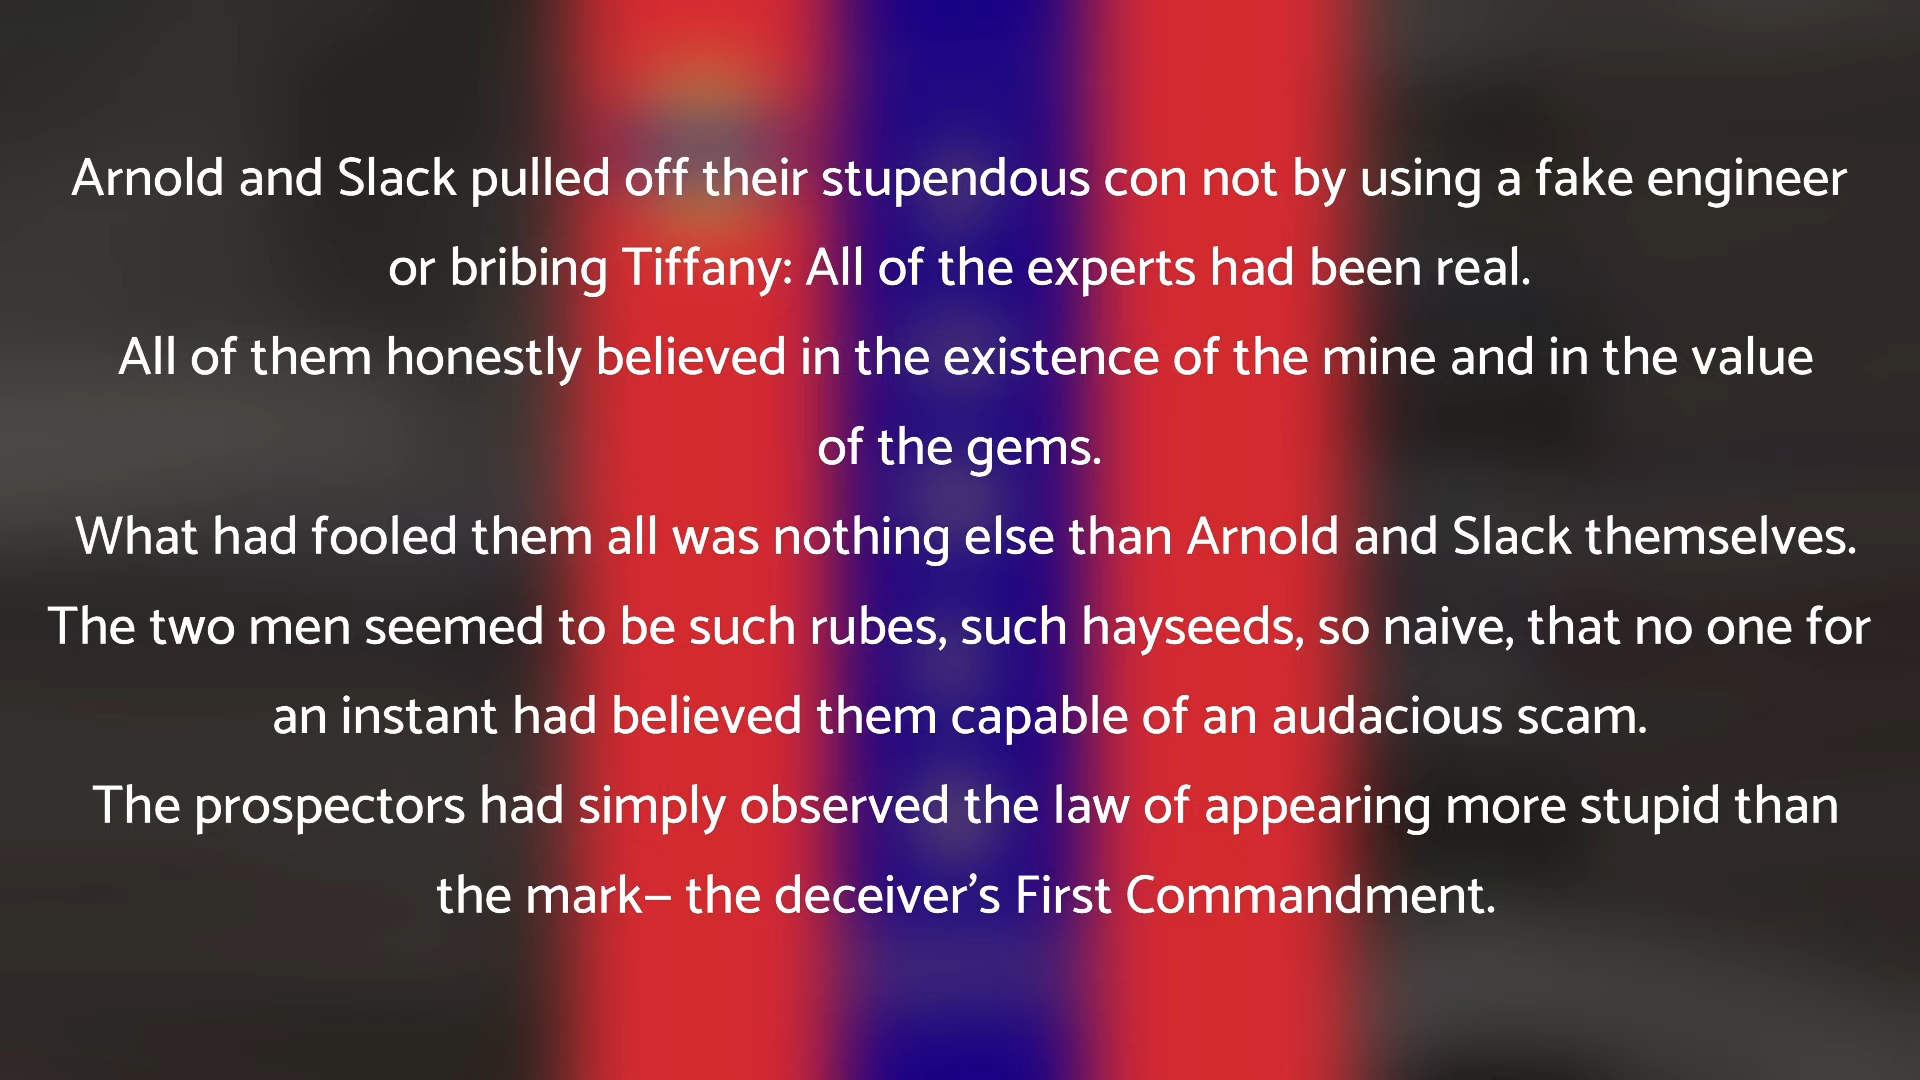 Arnold and Slack pulled off their stupendous con not by using a fake engineer
or bribing Tiffany: All of the experts had been real.
All of them honestly believed in the existence of the mine and in the value
of the gems.
What had fooled them all was nothing else than Arnold and Slack themselves.
The two men seemed to be such rubes, such hayseeds, so naive, that no one for
an instant had believed them capable of an audacious scam.
The prospectors had simply observed the law of appearing more stupid than
the mark– the deceiver’s First Commandment.